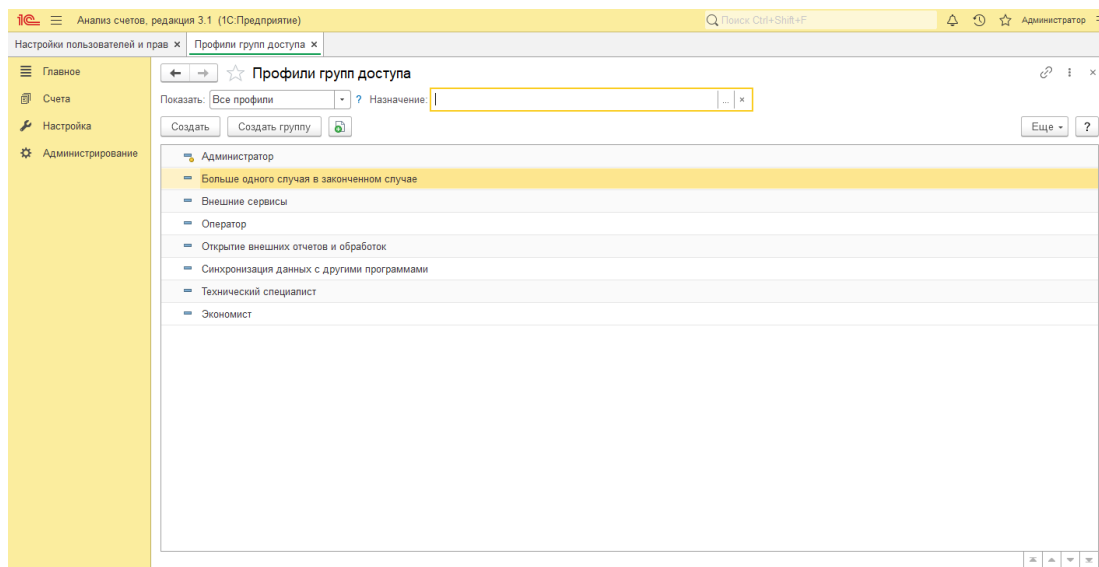 1С Анализ счетов, редакция 3.1 (1С:Предприятие) Поиск Ctrl+Shift+F Администратор
Настройки пользователей и прав × Профили групп доступа ×
Главное
Счета
Настройка
Администрирование
Профили групп доступа
Показать: Все профили ? Назначение: ... ×
Создать Создать группу Еще ?
Администратор
Больше одного случая в законченном случае
Внешние сервисы
Оператор
Открытие внешних отчетов и обработок
Синхронизация данных с другими программами
Технический специалист
Экономист